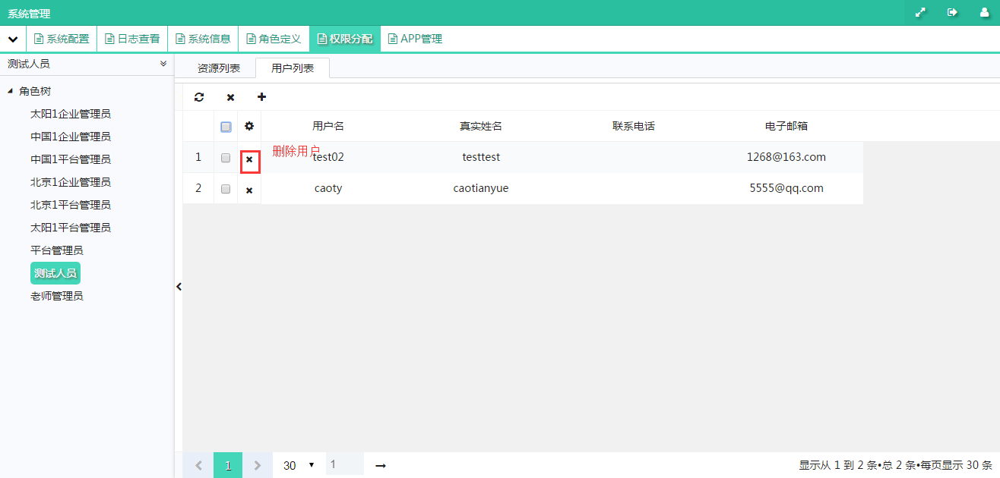 系统管理
系统配置 日志查看 系统信息 角色定义 权限分配 APP管理
测试人员
资源列表 用户列表
角色树
太阳1企业管理员
中国1企业管理员
中国1平台管理员
北京1企业管理员
北京1平台管理员
太阳1平台管理员
平台管理员
测试人员
老师管理员
用户名 真实姓名 联系电话 电子邮箱
删除用户
1 test02 testtest 1268@163.com
2 caoty caotianyue 5555@qq.com
1 30 1 显示从 1 到 2 条•总 2 条•每页显示 30 条